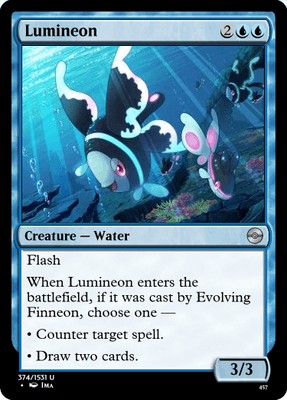 Lumineon 2
Creature — Water
Flash
When Lumineon enters the
battlefield, if it was cast by Evolving
Finneon, choose one —
• Counter target spell.
• Draw two cards.
3/3
374/1531 U
• Ima
457